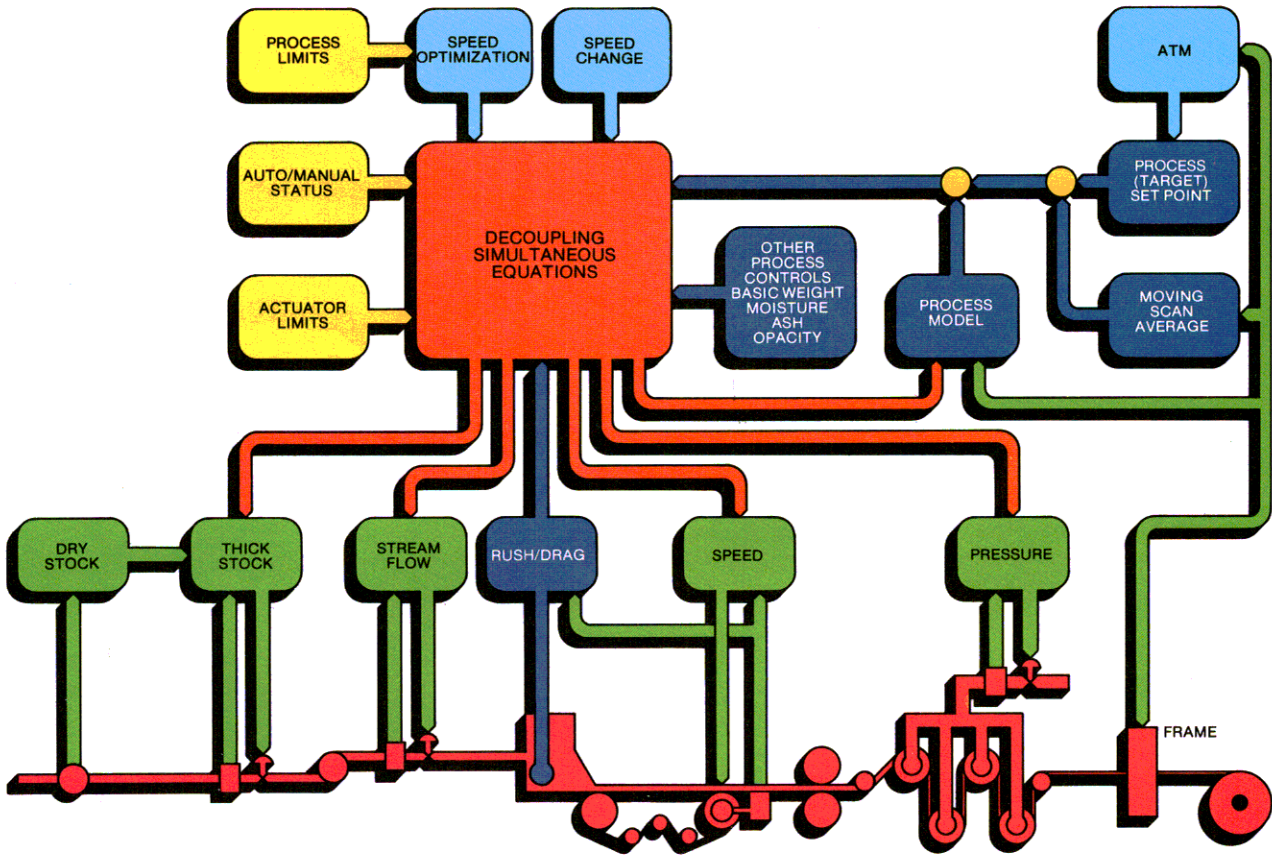 PROCESS
LIMITS
SPEED
OPTIMIZATION
SPEED
CHANGE
ATM
AUTO/MANUAL
STATUS
PROCESS
(TARGET)
SET POINT
DECOUPLING
SIMULTANEOUS
EQUATIONS
OTHER
PROCESS
CONTROLS
BASIC WEIGHT
MOISTURE
ASH
OPACITY
ACTUATOR
LIMITS
PROCESS
MODEL
MOVING
SCAN
AVERAGE
DRY
STOCK
THICK
STOCK
STREAM
FLOW
RUSH/DRAG
SPEED
PRESSURE
FRAME